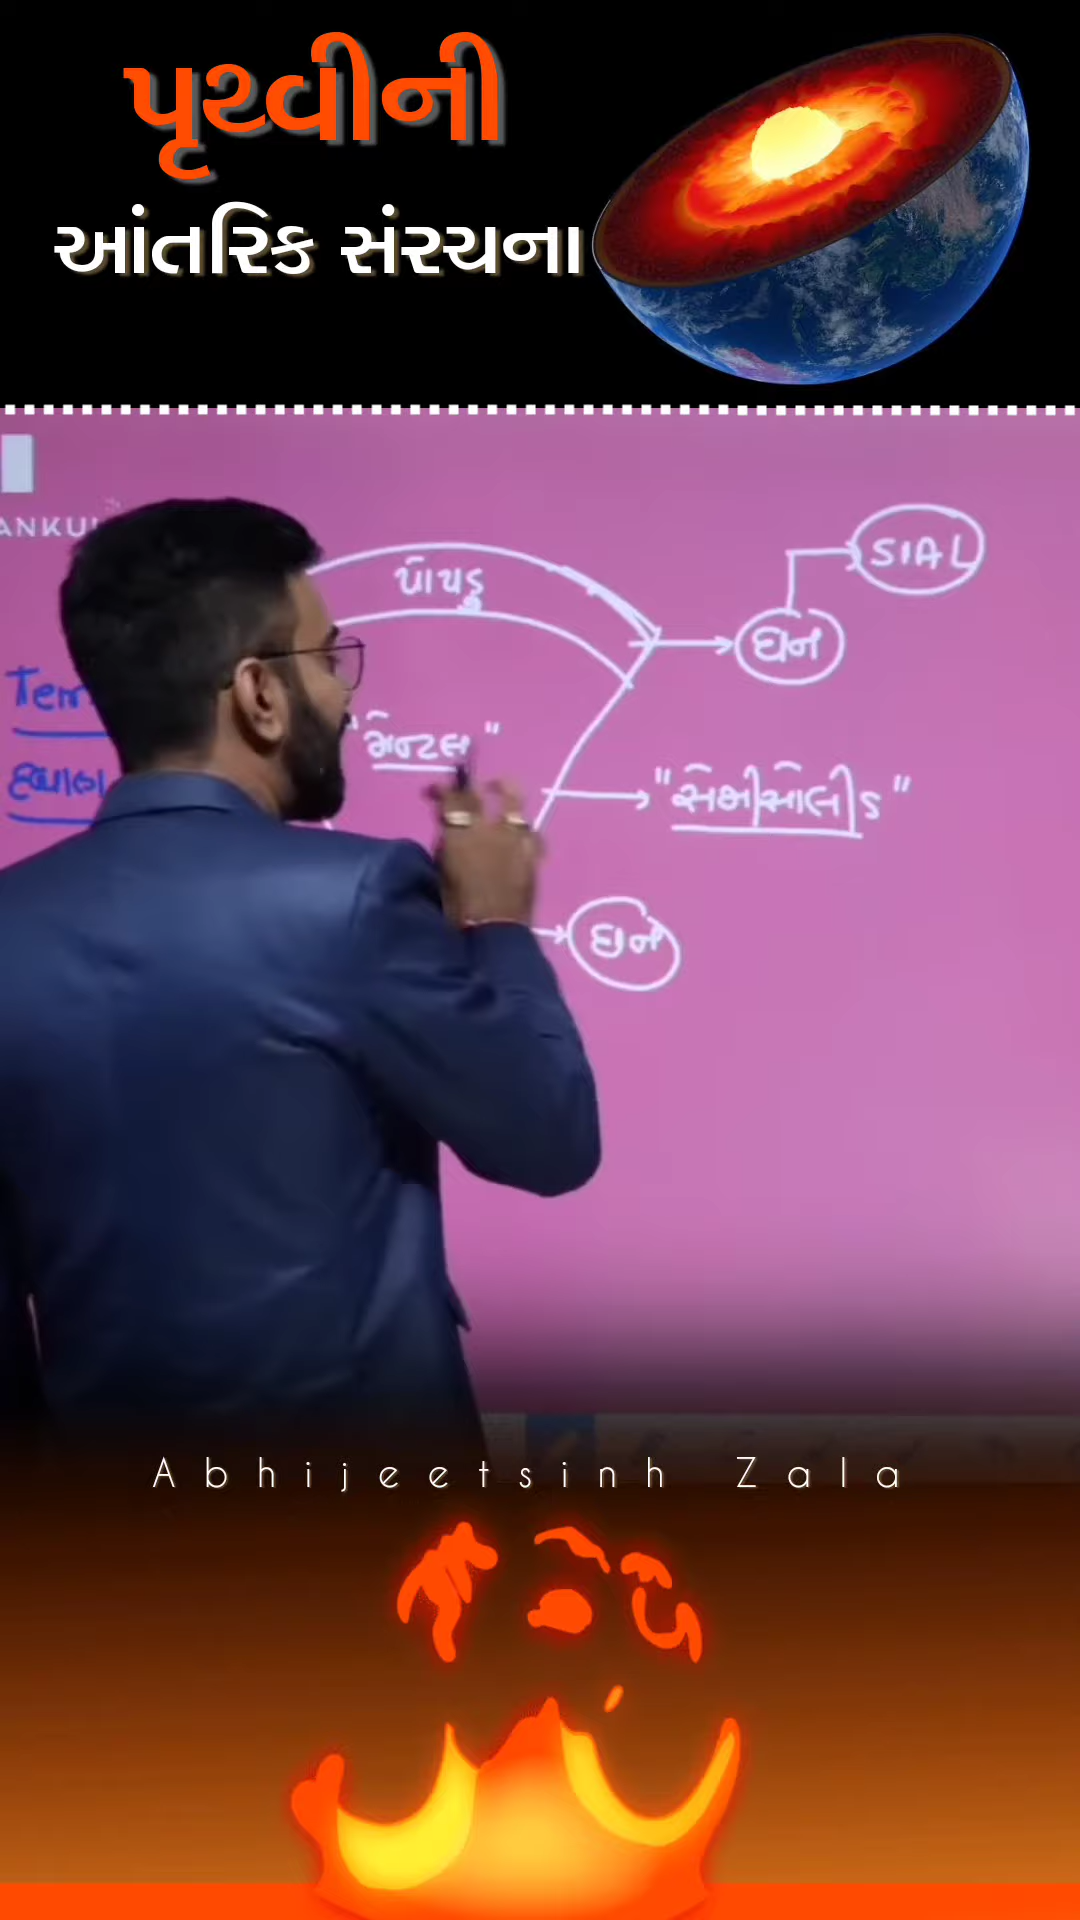 પૃથ્વીની
આંતરિક સંરચના
SIAL
પોપડુ
ઘન
"મેન્ટલ"
"સેમીસોલીડ"
ઘન
Abhijeetsinh Zala